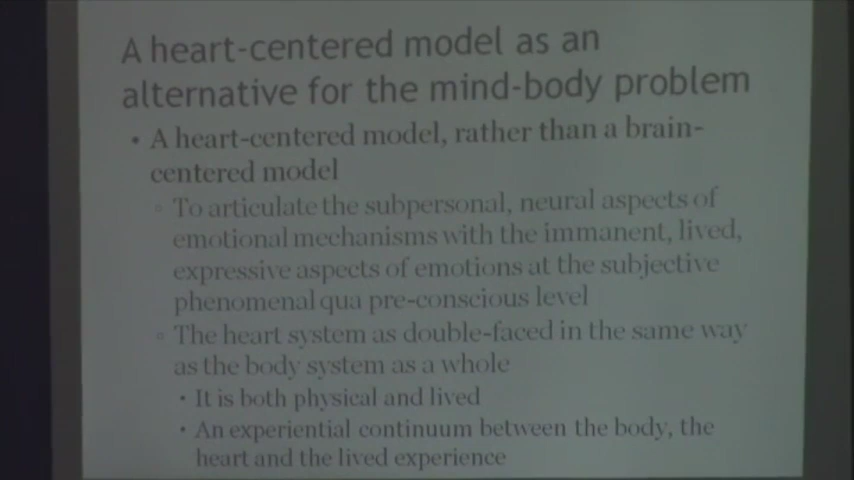 A heart-centered model as an
alternative for the mind-body problem
• A heart-centered model, rather than a brain-
centered model
▫ To articulate the subpersonal, neural aspects of
emotional mechanisms with the immanent, lived,
expressive aspects of emotions at the subjective
phenomenal qua pre-conscious level
▫ The heart system as double-faced in the same way
as the body system as a whole
• It is both physical and lived
• An experiential continuum between the body, the
heart and the lived experience